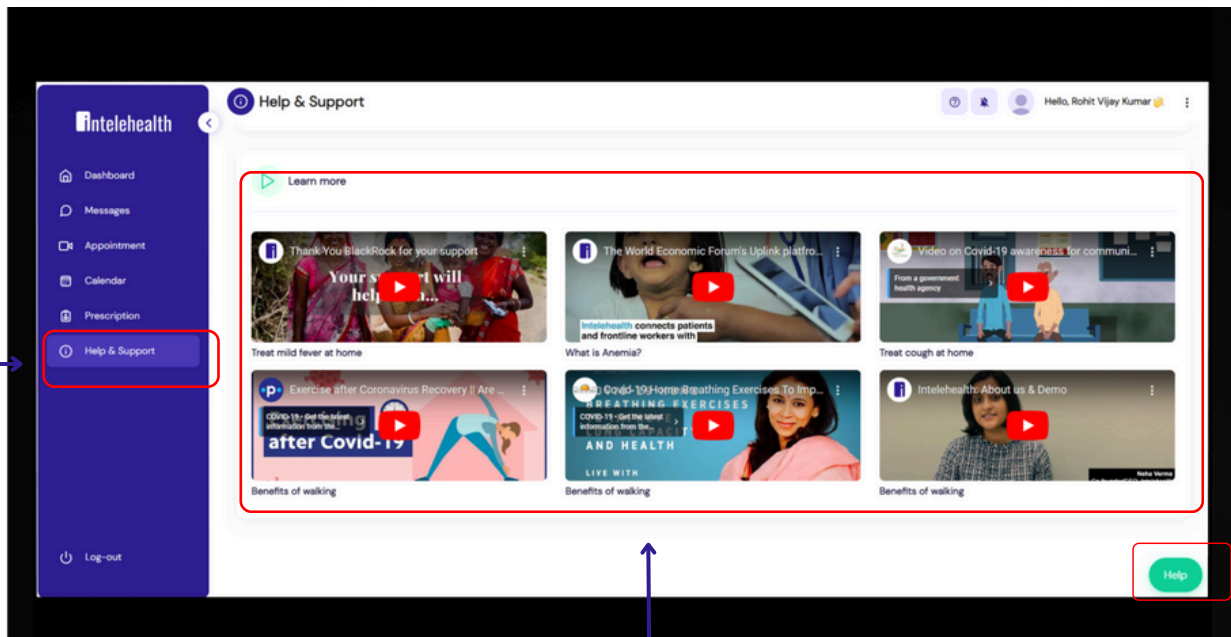 Intelehealth
Help & Support
Hello, Rohit Vijay Kumar
Dashboard
Messages
Appointment
Calendar
Prescription
Help & Support
Log-out
Learn more
Thank You BlackRock for your support
Your support will
The World Economic Forum's Uplink platfro...
Intelehealth connects patients
and frontline workers with
Video on Covid-19 awareness for communi...
From a government
health agency
Treat mild fever at home
What is Anemia?
Treat cough at home
Exercise after Coronavirus Recovery || Are ...
COVID-19 - Get the latest
information from the...
after Covid-19
Covid-19 Home Breathing Exercises To Imp...
BREATHING EXERCISES
COVID-19 - Get the latest
information from the...
AND HEALTH
LIVE WITH
Intelehealth: About us & Demo
Neha Verma
Benefits of walking
Benefits of walking
Benefits of walking
Help